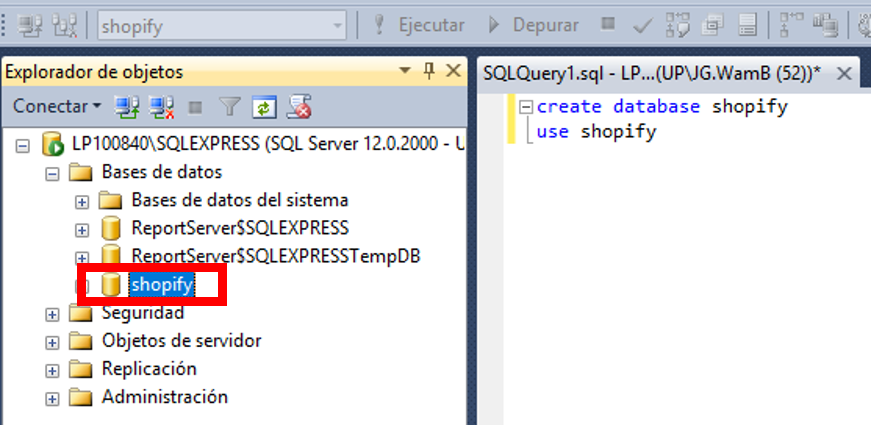 shopify
Ejecutar
Depurar
Explorador de objetos
SQLQuery1.sql - LP...(UP\JG.WamB (52))*
Conectar
create database shopify
use shopify
LP100840\SQLEXPRESS (SQL Server 12.0.2000 - U
Bases de datos
Bases de datos del sistema
ReportServer$SQLEXPRESS
ReportServer$SQLEXPRESSTempDB
shopify
Seguridad
Objetos de servidor
Replicación
Administración